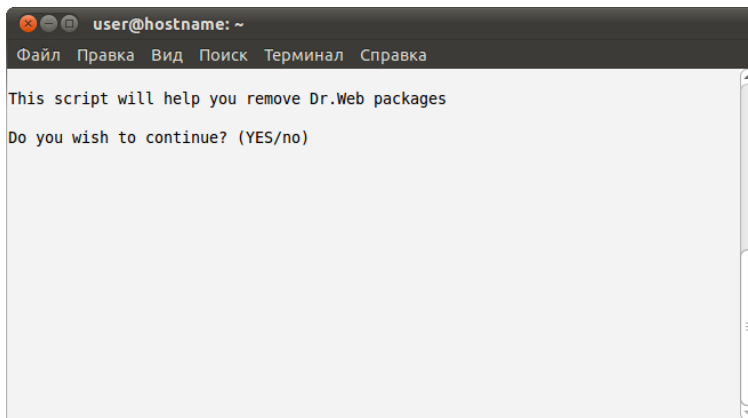 user@hostname: ~
Файл Правка Вид Поиск Терминал Справка
This script will help you remove Dr.Web packages
Do you wish to continue? (YES/no)